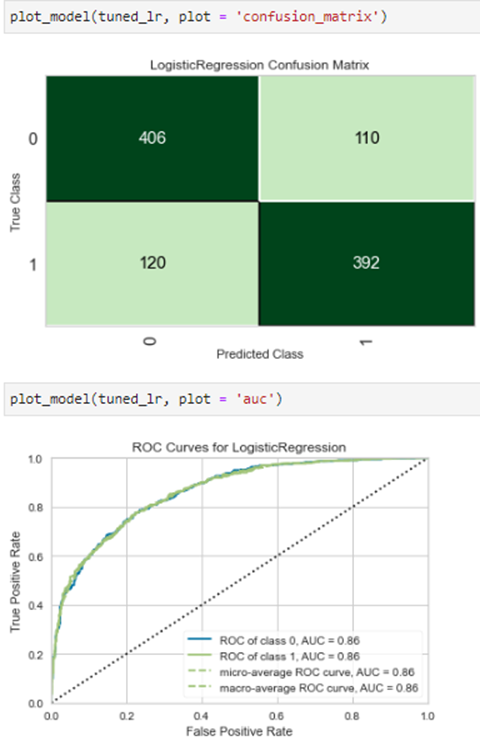 plot_model(tuned_lr, plot = 'confusion_matrix')
LogisticRegression Confusion Matrix
True Class
0
406
110
1
120
392
0
1
Predicted Class
plot_model(tuned_lr, plot = 'auc')
ROC Curves for LogisticRegression
True Positive Rate
1.0
0.8
0.6
0.4
0.2
0.0
ROC of class 0, AUC = 0.86
ROC of class 1, AUC = 0.86
micro-average ROC curve, AUC = 0.86
macro-average ROC curve, AUC = 0.86
0.0 0.2 0.4 0.6 0.8 1.0
False Positive Rate